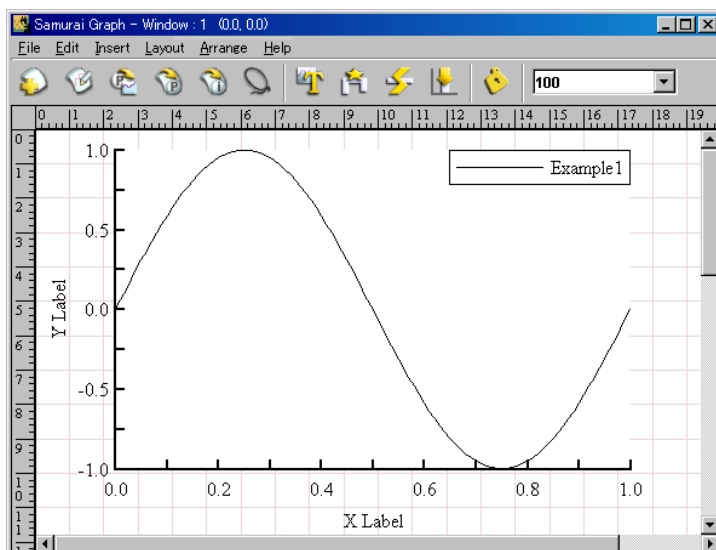 Samurai Graph - Window : 1 (0.0, 0.0)
File Edit Insert Layout Arrange Help
P P i T 100
0 1 2 3 4 5 6 7 8 9 10 11 12 13 14 15 16 17 18 19
0
1
2
3
4
5
6
7
8
9
10
11
Example1
1.0
0.5
0.0
-0.5
-1.0
Y Label
0.0 0.2 0.4 0.6 0.8 1.0
X Label